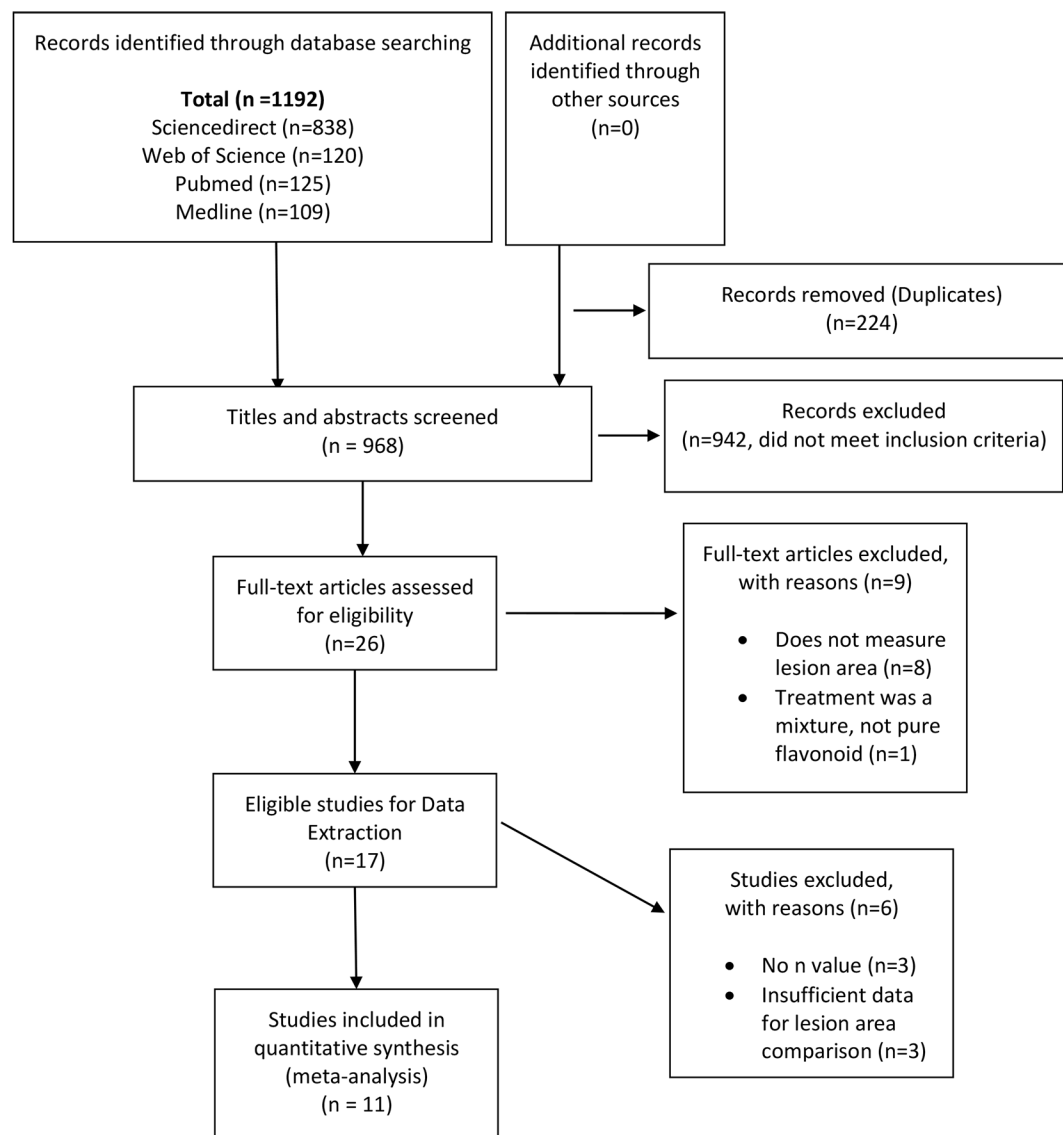 Records identified through database searching
Total (n =1192)
Sciencedirect (n=838)
Web of Science (n=120)
Pubmed (n=125)
Medline (n=109)
Additional records
identified through
other sources
(n=0)
Records removed (Duplicates)
(n=224)
Titles and abstracts screened
(n = 968)
Records excluded
(n=942, did not meet inclusion criteria)
Full-text articles assessed
for eligibility
(n=26)
Full-text articles excluded,
with reasons (n=9)
• Does not measure
lesion area (n=8)
• Treatment was a
mixture, not pure
flavonoid (n=1)
Eligible studies for Data
Extraction
(n=17)
Studies excluded,
with reasons (n=6)
• No n value (n=3)
• Insufficient data
for lesion area
comparison (n=3)
Studies included in
quantitative synthesis
(meta-analysis)
(n = 11)